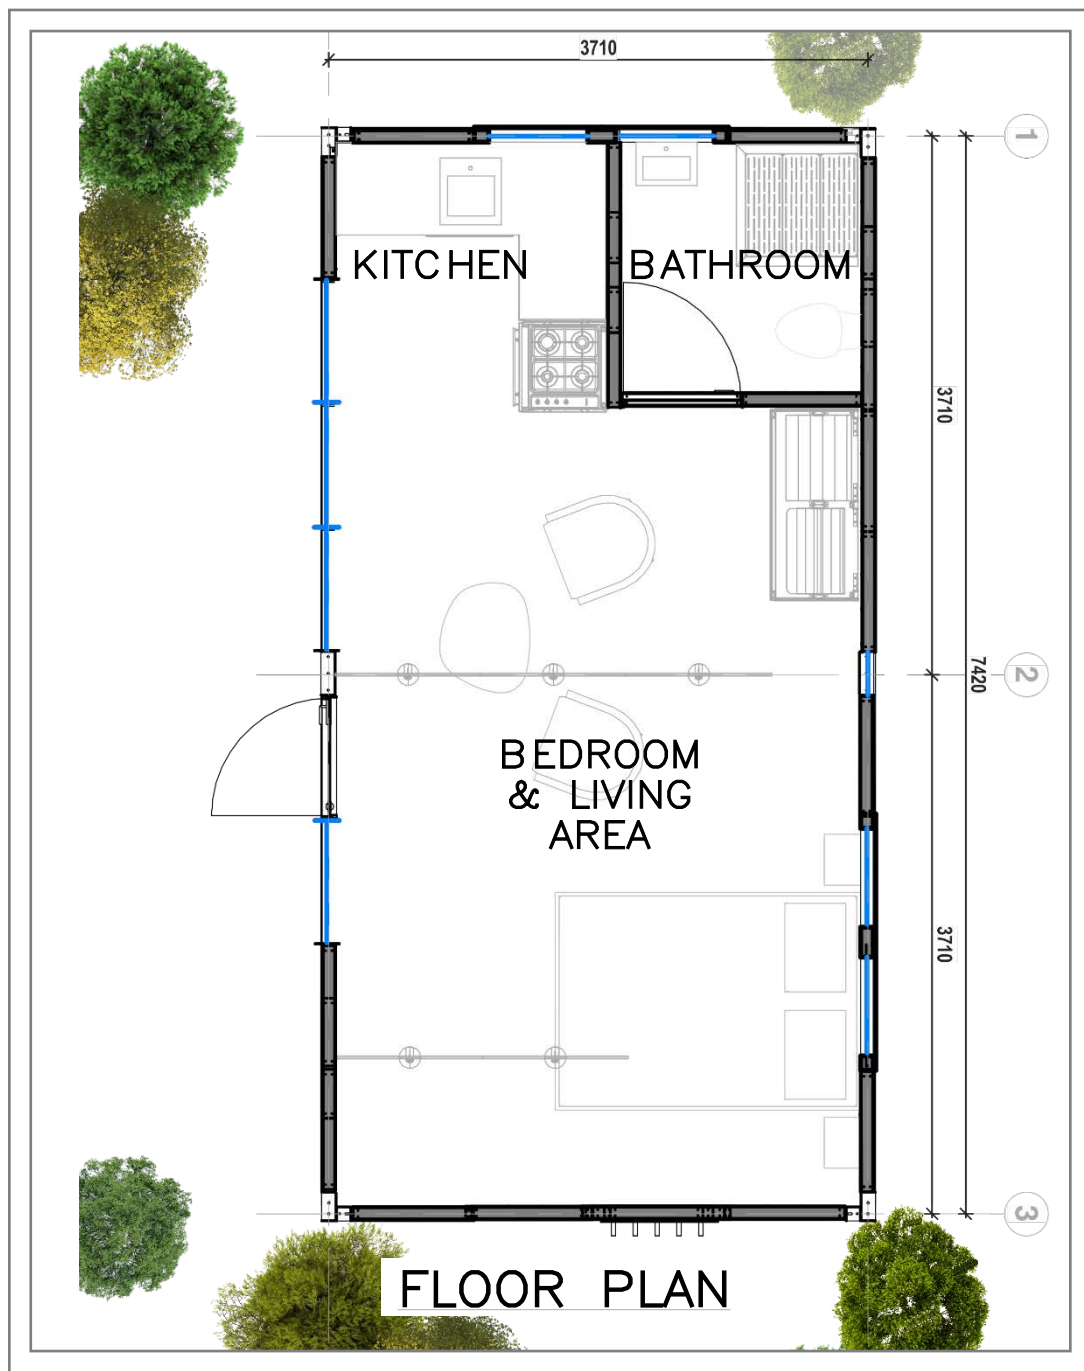 3710
1
KITCHEN
BATHROOM
3710
7420
2
BEDROOM
& LIVING
AREA
3710
3
FLOOR PLAN